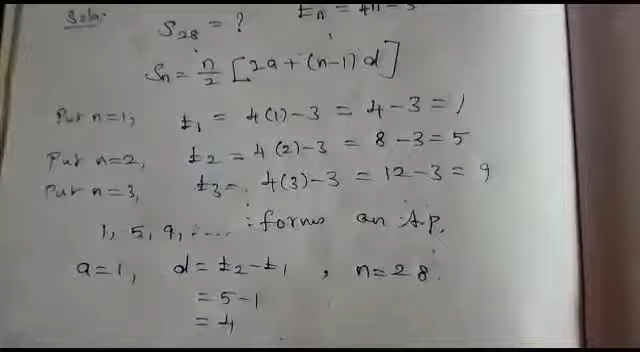 Soln.
S28 = ? tn = 4n-3
Sn = n/2 [2a + (n-1) d]
Put n=1, t1 = 4(1)-3 = 4-3 = 1
Put n=2, t2 = 4(2)-3 = 8-3 = 5
Put n=3, t3 = 4(3)-3 = 12-3 = 9
1, 5, 9, .... forms an A.P.
a=1, d = t2-t1, n=28.
= 5-1
= 4